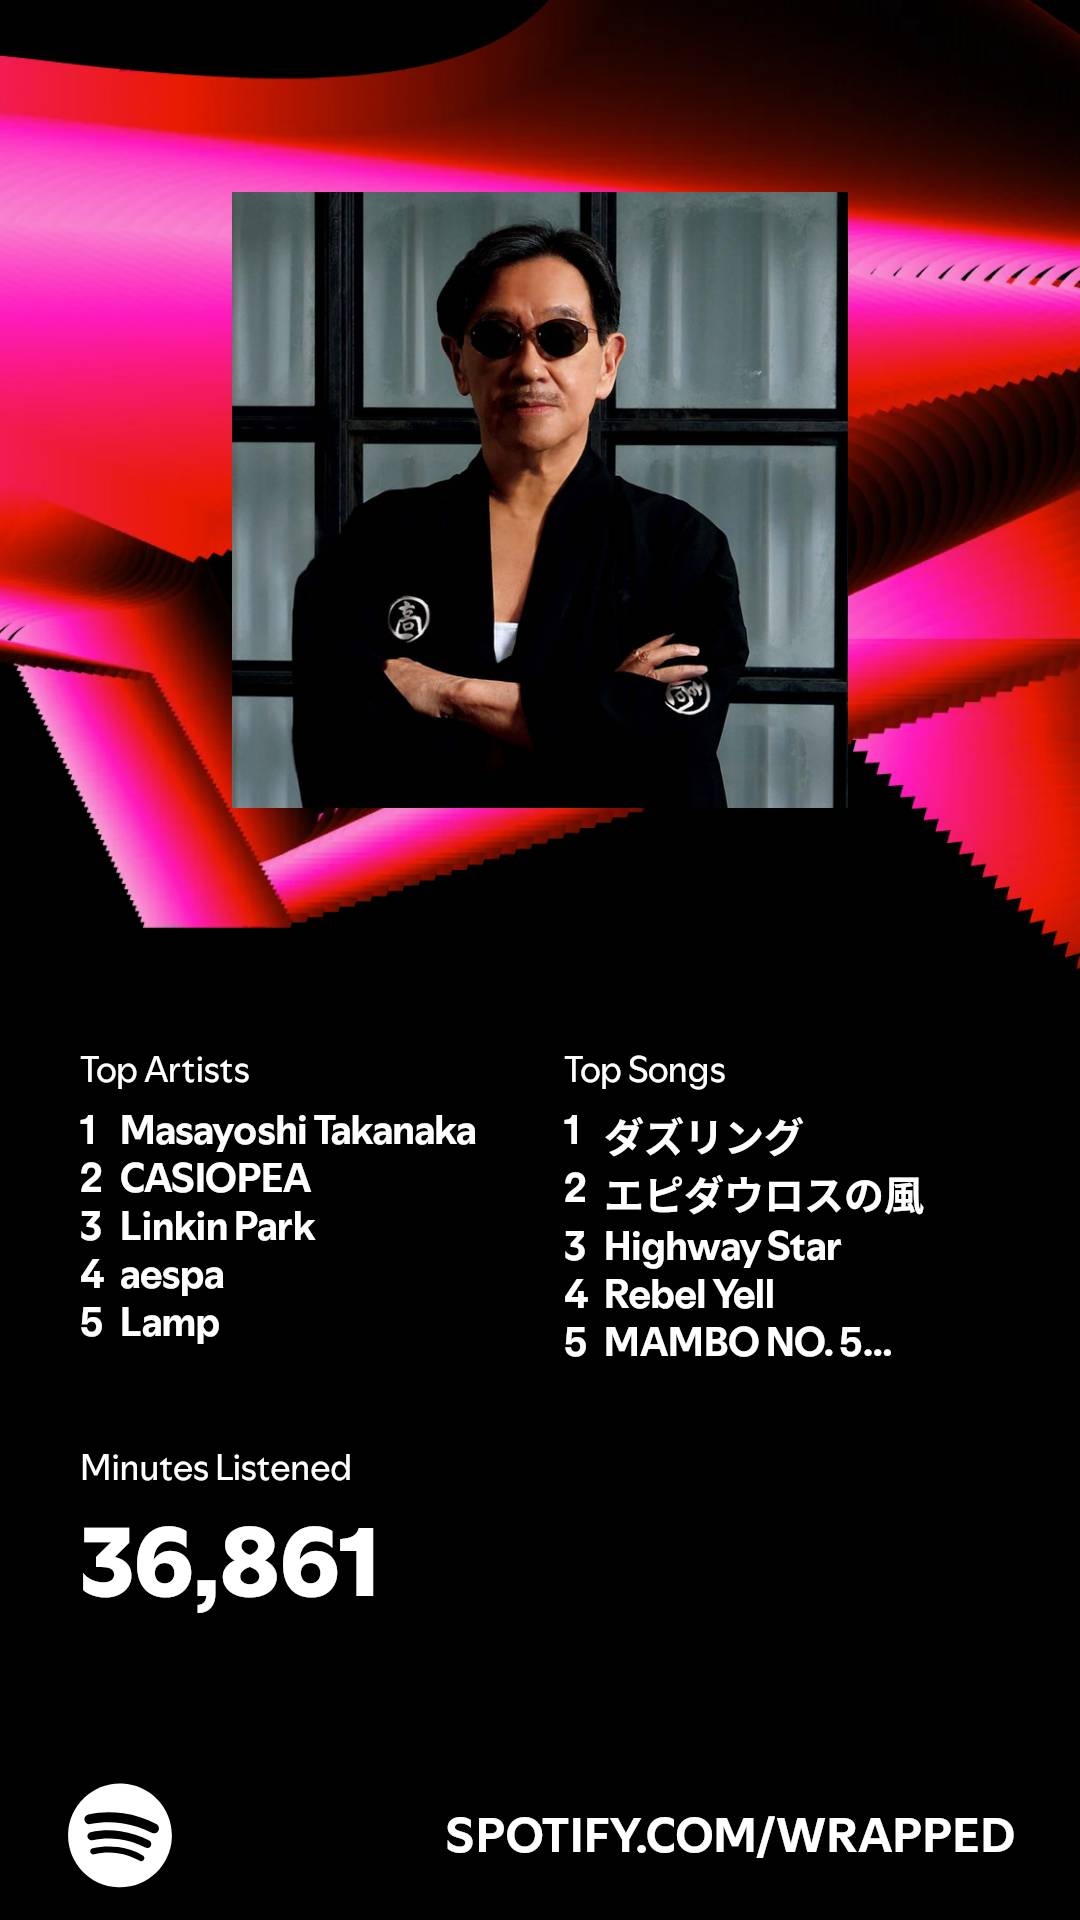 高
高
Top Artists
1 Masayoshi Takanaka
2 CASIOPEA
3 Linkin Park
4 aespa
5 Lamp
Top Songs
1 ダズリング
2 エピダウロスの風
3 Highway Star
4 Rebel Yell
5 MAMBO NO. 5...
Minutes Listened
36,861
SPOTIFY.COM/WRAPPED